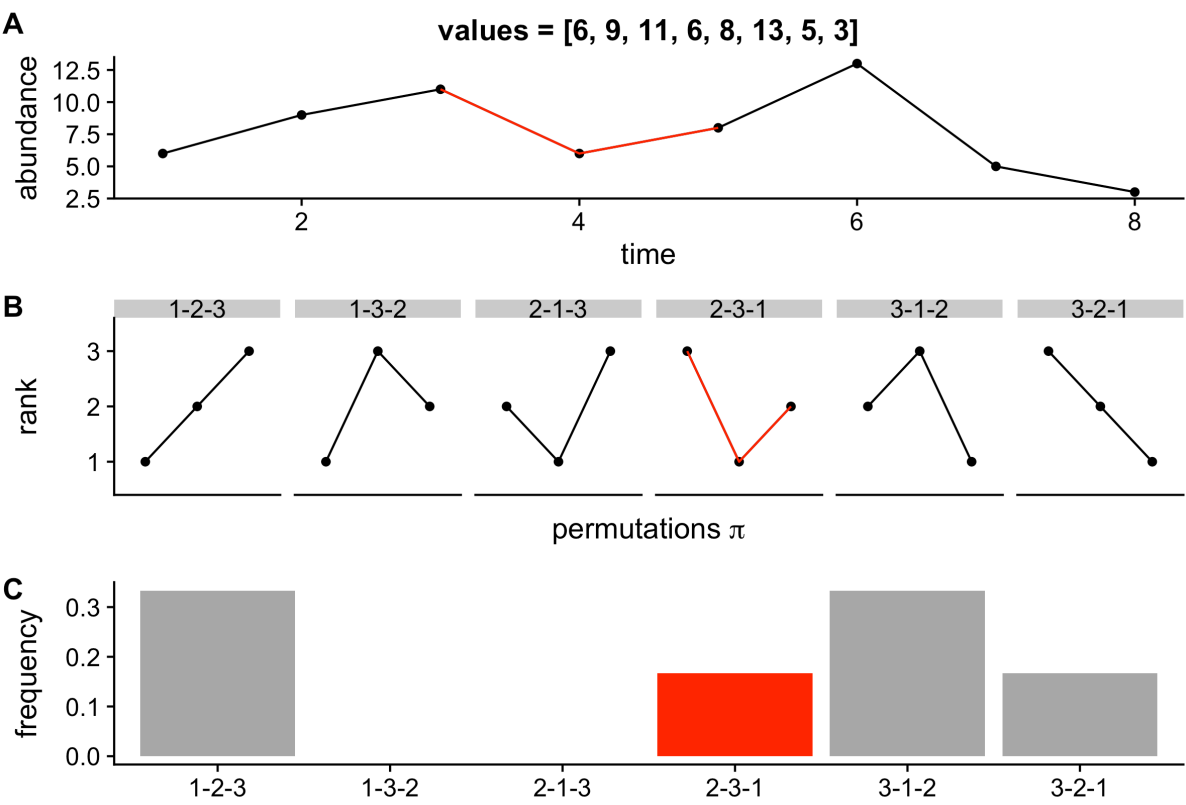 A
values = [6, 9, 11, 6, 8, 13, 5, 3]
abundance
12.5
10.0
7.5
5.0
2.5
2 4 6 8
time
B
1-2-3 1-3-2 2-1-3 2-3-1 3-1-2 3-2-1
rank
3
2
1
permutations π
C
frequency
0.3
0.2
0.1
0.0
1-2-3 1-3-2 2-1-3 2-3-1 3-1-2 3-2-1